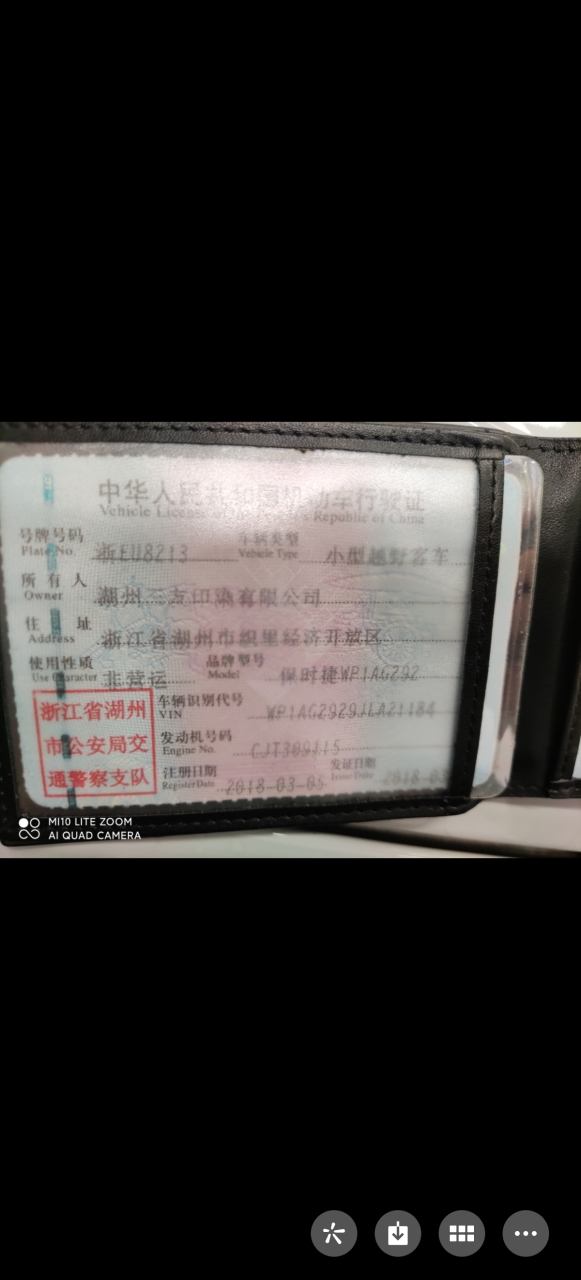 中华人民共和国机动车行驶证
Vehicle License of the People's Republic of China
号牌号码 浙EU8213 车辆类型 小型越野客车
Plate No. Vehicle Type
所有人 湖州三友印染有限公司
Owner
住址 浙江省湖州市织里经济开放区
Address
使用性质 非营运 品牌型号 保时捷WP1AG292
Use Character Model
浙江省湖州
市公安局交
通警察支队
车辆识别代号
VIN WP1AG2929JLA21184
发动机号码
Engine No. CJT309115
注册日期 2018-03-05 发证日期 2018-03
Register Date Issue Date
MI10 LITE ZOOM
AI QUAD CAMERA